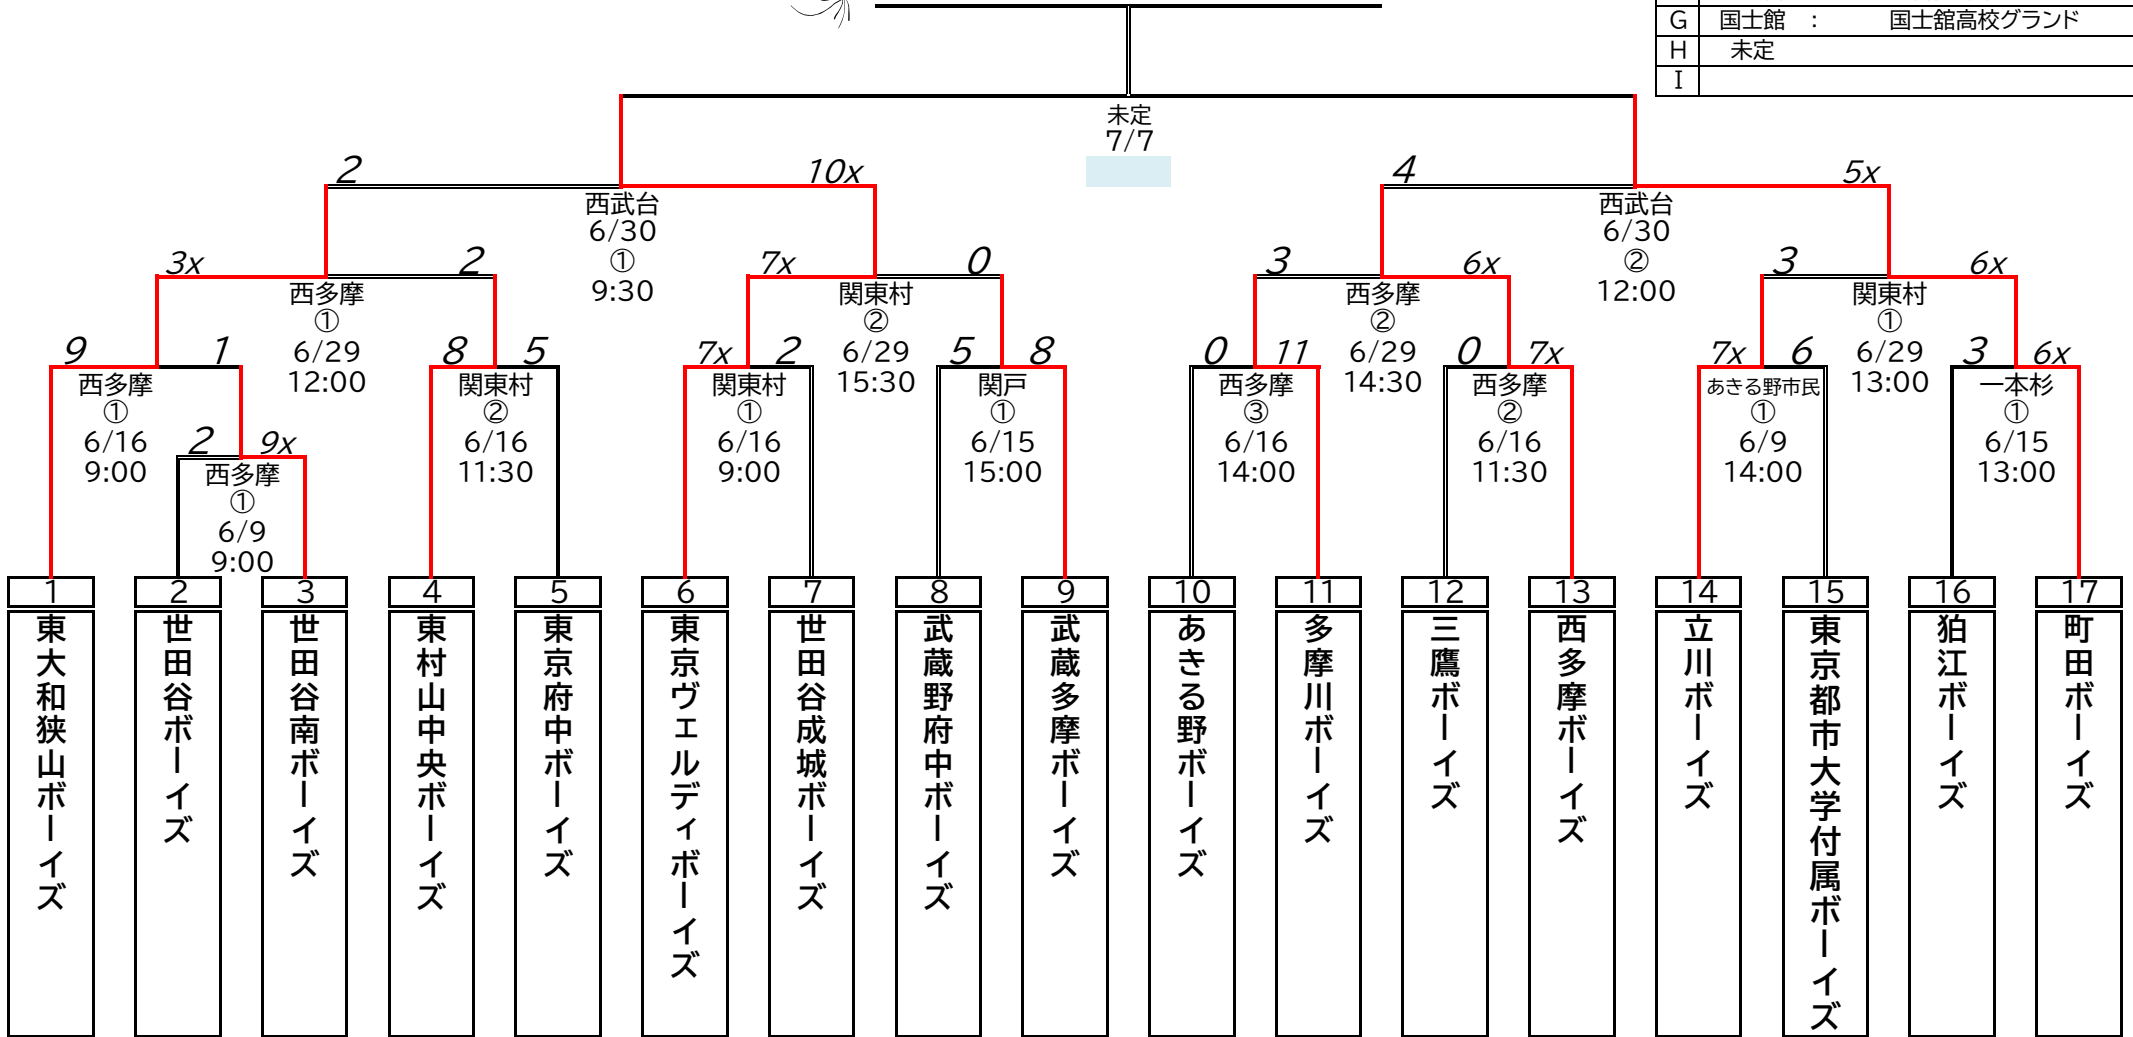 G 国士館 : 国士舘高校グランド
H 未定
I
未定
7/7
2 10x 4 5x
西武台
6/30
①
9:30
西武台
6/30
②
12:00
3x 2 7x 0 3 6x 3 6x
西多摩
①
6/29
12:00
関東村
②
6/29
15:30
西多摩
②
6/29
14:30
関東村
①
6/29
13:00
9 1 8 5 7x 2 5 8 0 11 0 7x 7x 6 3 6x
西多摩
①
6/16
9:00
関東村
②
6/16
11:30
関東村
①
6/16
9:00
関戸
①
6/15
15:00
西多摩
③
6/16
14:00
西多摩
②
6/16
11:30
あきる野市民
①
6/9
14:00
一本杉
①
6/15
13:00
2 9x
西多摩
①
6/9
9:00
1 2 3 4 5 6 7 8 9 10 11 12 13 14 15 16 17
東大和狭山ボーイズ
世田谷ボーイズ
世田谷南ボーイズ
東村山中央ボーイズ
東京府中ボーイズ
東京ヴェルディボーイズ
世田谷成城ボーイズ
武蔵野府中ボーイズ
武蔵多摩ボーイズ
あきる野ボーイズ
多摩川ボーイズ
三鷹ボーイズ
西多摩ボーイズ
立川ボーイズ
東京都市大学付属ボーイズ
狛江ボーイズ
町田ボーイズ